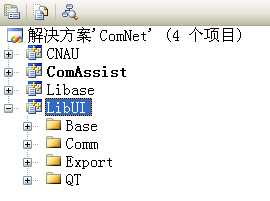 解决方案'ComNet' (4 个项目)
CNAU
ComAssist
Libase
LibUI
Base
Comm
Export
QT